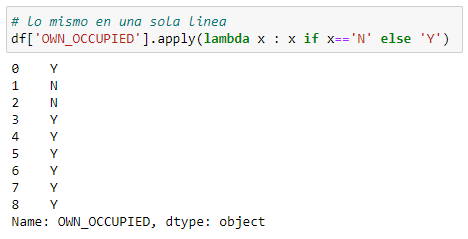 # lo mismo en una sola linea
df['OWN_OCCUPIED'].apply(lambda x : x if x=='N' else 'Y')
0    Y
1    N
2    N
3    Y
4    Y
5    Y
6    Y
7    Y
8    Y
Name: OWN_OCCUPIED, dtype: object